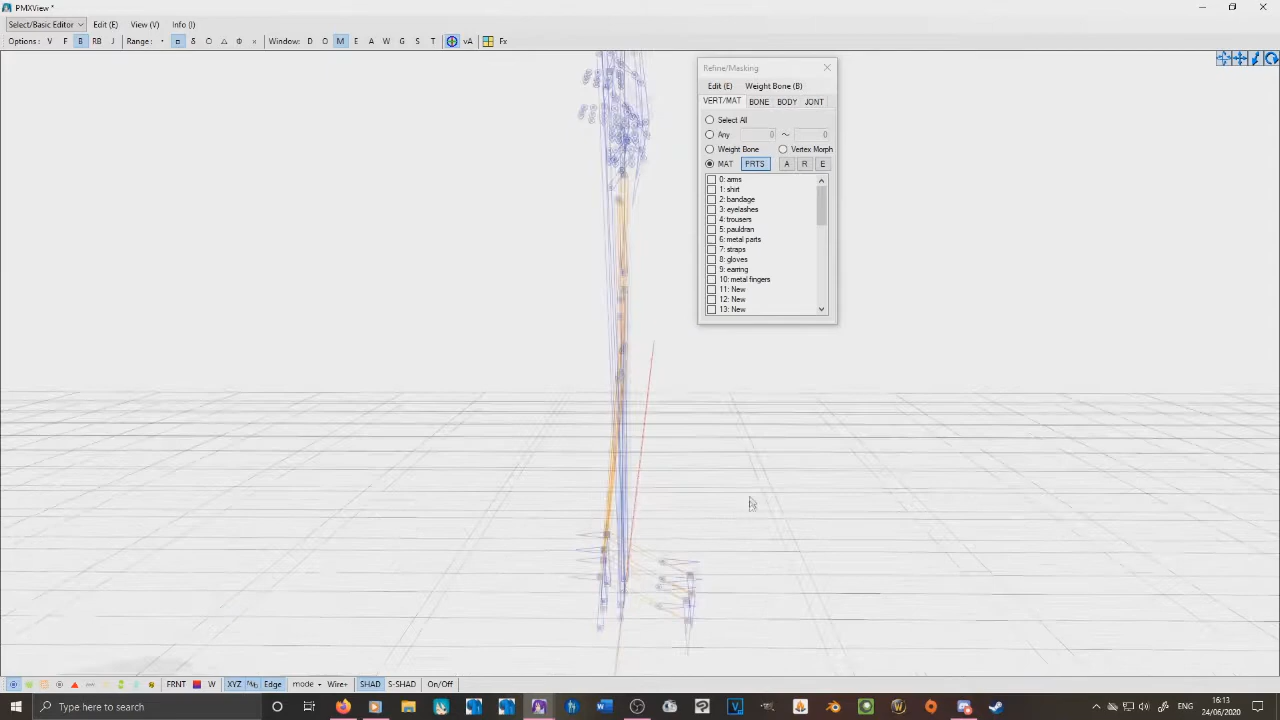 PMXView *
Select/Basic Editor Edit (E) View (V) Info (I)
Options: V F B RB J Range: Window: D O M E A W G S T vA Fx
Refine/Masking
Edit (E) Weight Bone (B)
VERT/MAT BONE BODY JONT
Select All
Any 0 ~ 0
Weight Bone Vertex Morph
MAT PRTS A R E
0: arms
1: shirt
2: bandage
3: eyelashes
4: trousers
5: pauldran
6: metal parts
7: straps
8: gloves
9: earring
10: metal fingers
11: New
12: New
13: New
FRNT W XYZ Edge mode Wire+ SHAD S-SHAD On/Off
Type here to search
ENG
16:13
24/06/2020